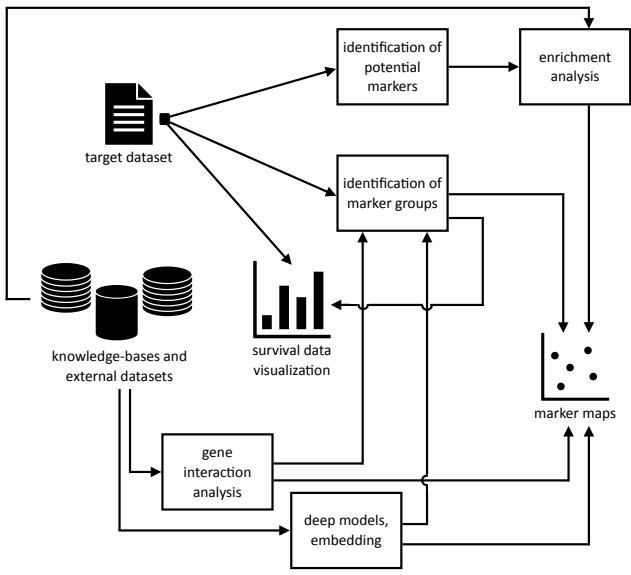 identification of
potential
markers
enrichment
analysis
target dataset
identification of
marker groups
knowledge-bases and
external datasets
survival data
visualization
marker maps
gene
interaction
analysis
deep models,
embedding